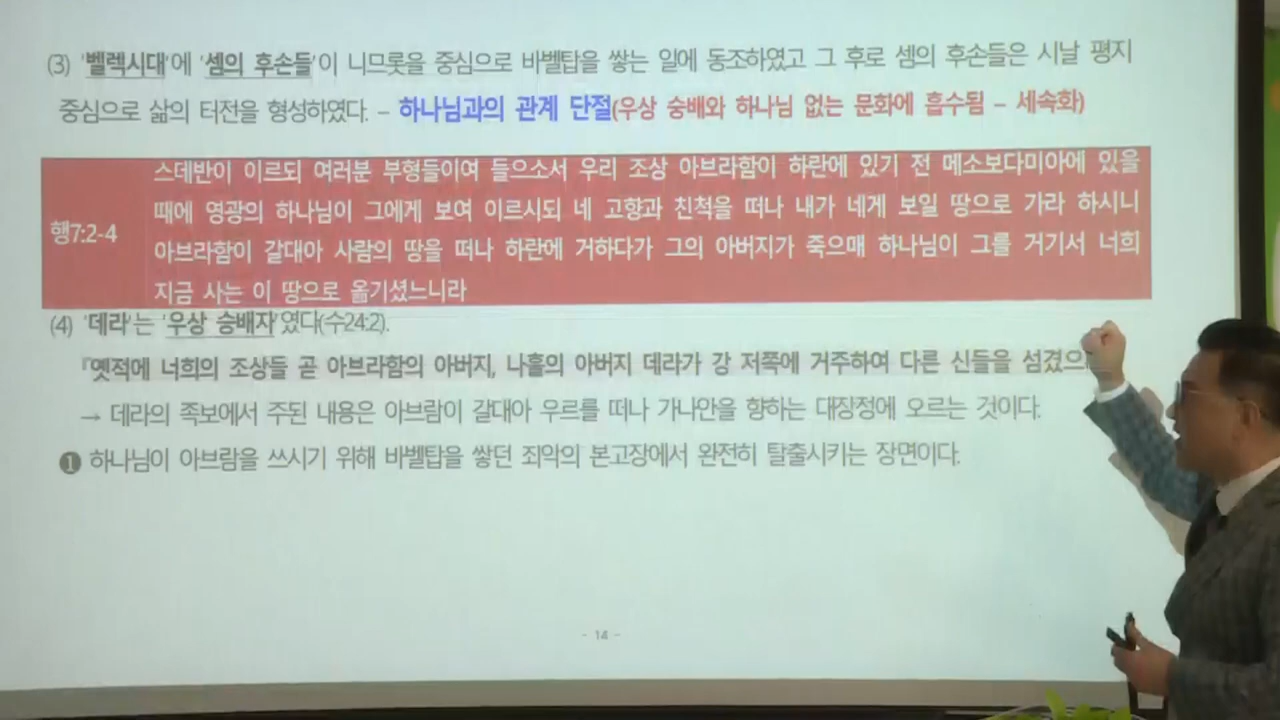 (3) '벨렉시대'에 '셈의 후손들'이 니므롯을 중심으로 바벨탑을 쌓는 일에 동조하였고 그 후로 셈의 후손들은 시날 평지
중심으로 삶의 터전을 형성하였다. – 하나님과의 관계 단절(우상 숭배와 하나님 없는 문화에 흡수됨 – 세속화)
스데반이 이르되 여러분 부형들이여 들으소서 우리 조상 아브라함이 하란에 있기 전 메소보다미아에 있을
때에 영광의 하나님이 그에게 보여 이르시되 네 고향과 친척을 떠나 내가 네게 보일 땅으로 가라 하시니
행7:2-4
아브라함이 갈대아 사람의 땅을 떠나 하란에 거하다가 그의 아버지가 죽으매 하나님이 그를 거기서 너희
지금 사는 이 땅으로 옮기셨느니라
(4) '데라'는 '우상 숭배자'였다(수24:2).
『옛적에 너희의 조상들 곧 아브라함의 아버지, 나홀의 아버지 데라가 강 저쪽에 거주하여 다른 신들을 섬겼으
→ 데라의 족보에서 주된 내용은 아브람이 갈대아 우르를 떠나 가나안을 향하는 대장정에 오르는 것이다.
❶ 하나님이 아브람을 쓰시기 위해 바벨탑을 쌓던 죄악의 본고장에서 완전히 탈출시키는 장면이다.
- 14 -